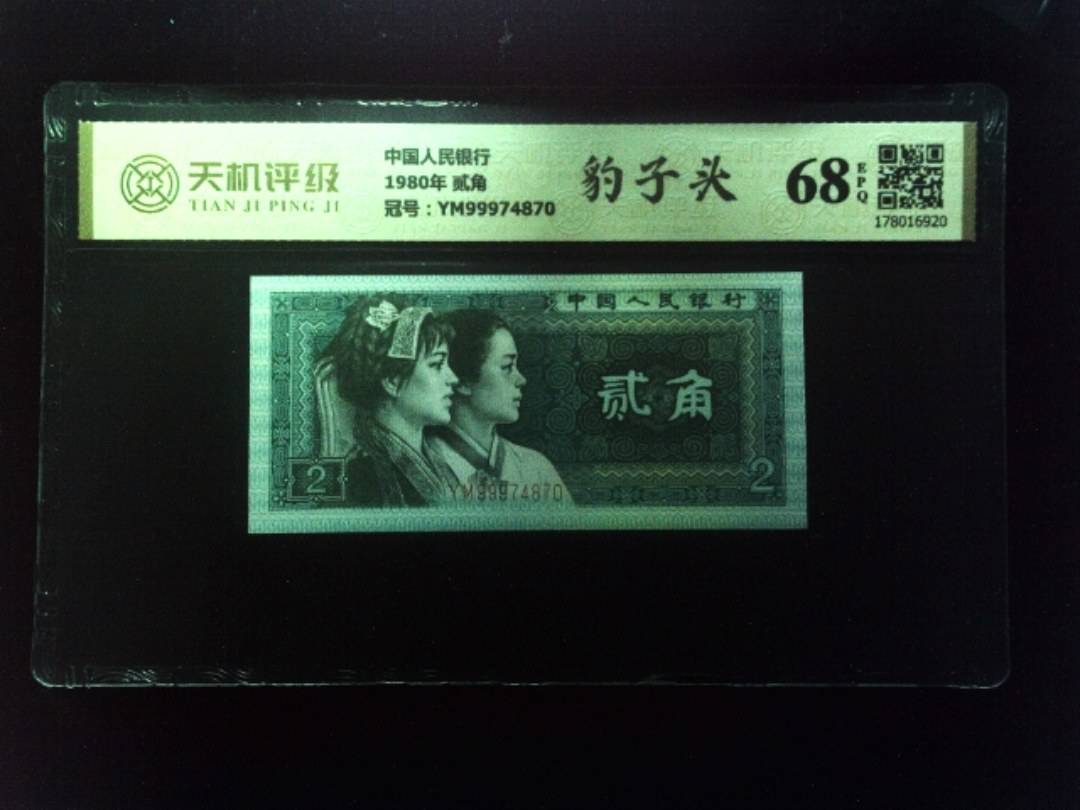 天机评级
TIAN JI PING JI
中国人民银行
1980年 贰角
冠号：YM99974870
豹子头
68
EPQ
178016920
中国人民银行
贰角
2
2
YM99974870